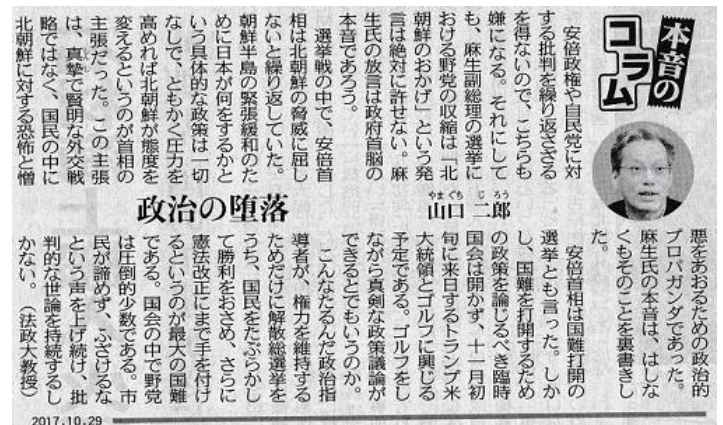 本音のコラム
政治の堕落
やまぐち じろう
山口 二郎
安倍政権や自民党に対
する批判を繰り返さざる
を得ないので、こちらも
嫌になる。それにして
も、麻生副総理の選挙に
おける野党の収縮は「北
朝鮮のおかげ」という発
言は絶対に許せない。麻
生氏の放言は政府首脳の
本音であろう。
選挙戦の中で、安倍首
相は北朝鮮の脅威に屈し
ないと繰り返していた。
朝鮮半島の緊張緩和のた
めに日本が何をするかと
いう具体的な政策は一切
なしで、ともかく圧力を
高めれば北朝鮮が態度を
変えるというのが首相の
主張だった。この主張
は、真摯で賢明な外交戦
略ではなく、国民の中に
北朝鮮に対する恐怖と憎
悪をあおるための政治的
プロパガンダであった。
麻生氏の本音は、はしな
くもそのことを裏書きし
た。
安倍首相は国難打開の
選挙とも言った。しか
し、国難を打開するため
の政策を論じるべき臨時
国会は開かず、十一月初
旬に来日するトランプ米
大統領とゴルフに興じる
予定である。ゴルフをし
ながら真剣な政策議論が
できるとでもいうのか。
こんなたるんだ政治指
導者が、権力を維持する
ためだけに解散総選挙を
うち、国民をたぶらかし
て勝利をおさめ、さらに
憲法改正にまで手を付け
るというのが最大の国難
である。国会の中で野党
は圧倒的少数である。市
民が諦めず、ふざけるな
という声を上げ続け、批
判的な世論を持続するし
かない。（法政大教授）
2017.10.29